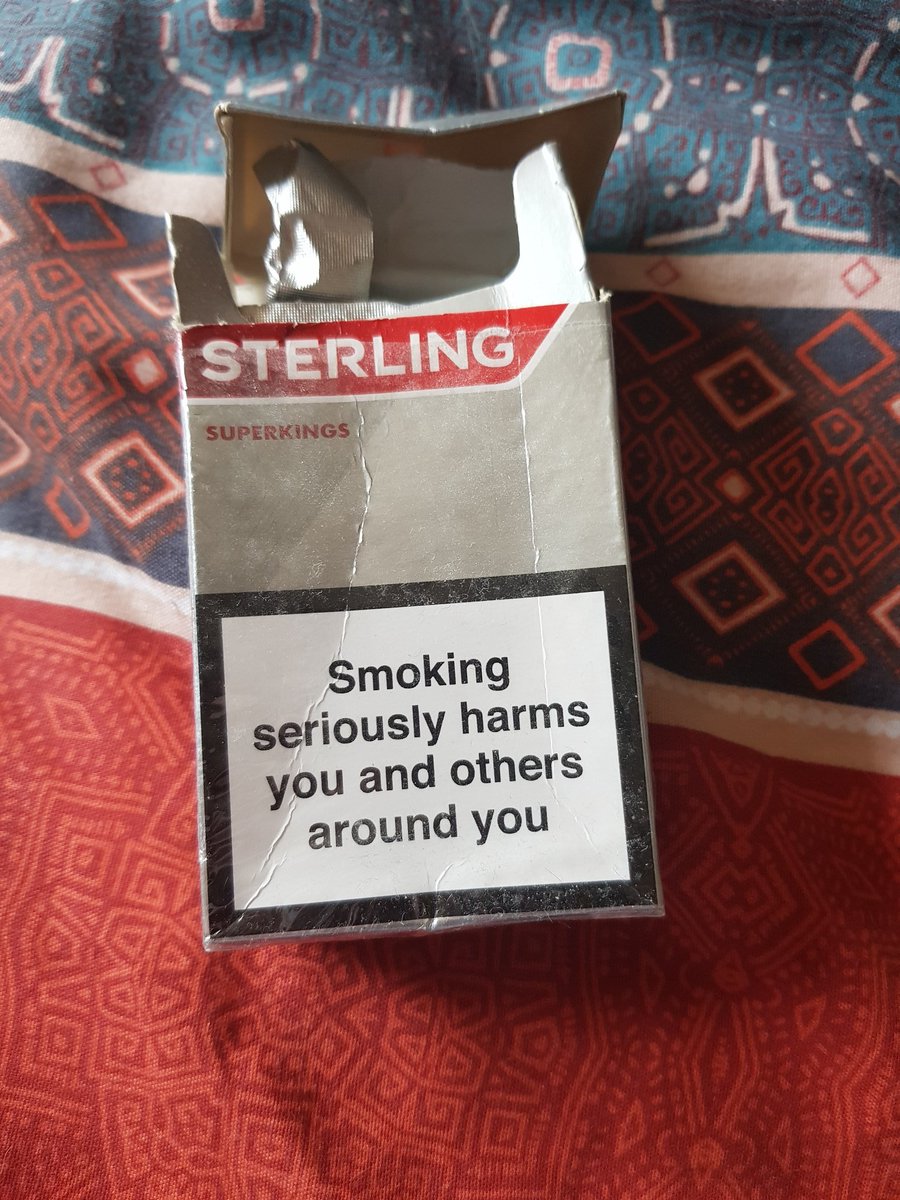 STERLING
SUPERKINGS
Smoking
seriously harms
you and others
around you